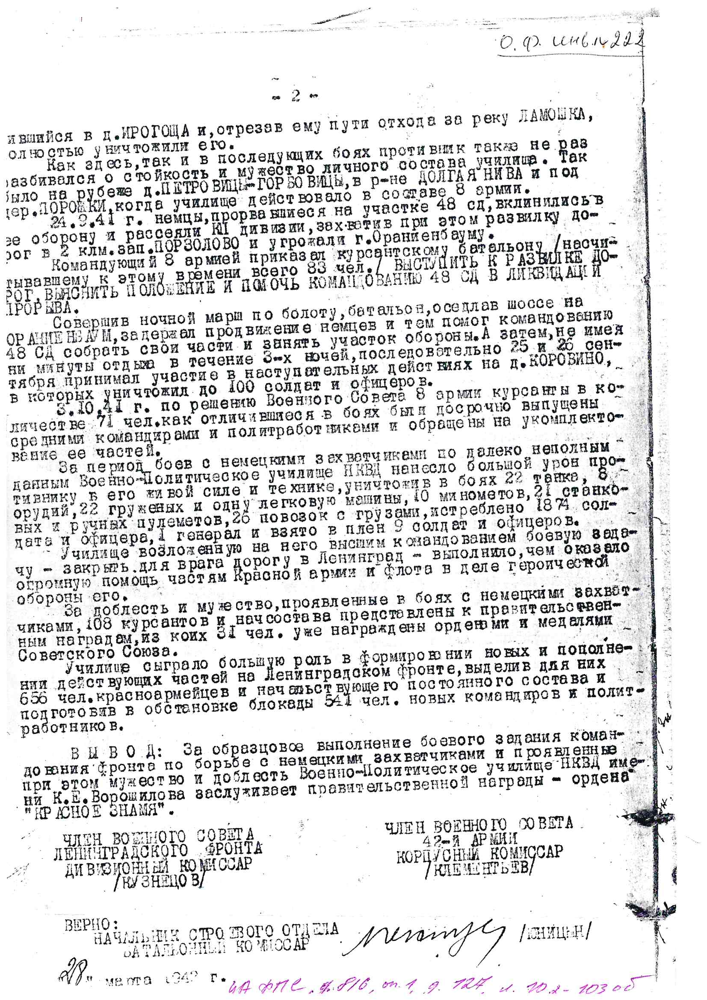 О.Ф. инв.№222
- 2 -
ившийся в д.ИРОГОЩА и,отрезав ему пути отхода за реку ЛАМОШКА,
олностью уничтожили его.
Как здесь,так и в последующих боях противник также не раз
разбивался о стойкость и мужество личного состава училища. Так
было на рубеже д.ПЕТРОВИЦЫ-ГОРБОВИЦЫ,в р-не ДОЛГАЯ НИВА и под
дер.ПОРОЖКИ,когда училище действовало в составе 8 армии.
24.9.41 г. немцы,прорвавшиеся на участке 48 сд,вклинились в
ее оборону и рассеяли КП дивизии,захватив при этом развилку до-
рог в 2 клм.зап.ПОРЗОЛОВО и угрожали г.Ораниенбауму.
Командующий 8 армией приказал курсантскому батальону /насчи-
тывавшему к этому времени всего 83 чел./ ВЫСТУПИТЬ К РАЗВИЛКЕ ДО-
РОГ,ВЫЯСНИТЬ ПОЛОЖЕНИЕ И ПОМОЧЬ КОМАНДОВАНИЮ 48 СД В ЛИКВИДАЦИИ
ПРОРЫВА.
Совершив ночной марш по болоту,батальон,оседлав шоссе на
ОРАНИЕНБАУМ,задержал продвижение немцев и тем помог командованию
48 СД собрать свои части и занять участок обороны.А затем,не имея
ни минуты отдыха в течение 3-х ночей,последовательно 25 и 26 сен-
тября принимал участие в наступательных действиях на д.КОРОВИНО,
в которых уничтожил до 100 солдат и офицеров.
3.10.41 г. по решению Военного Совета 8 армии курсанты в ко-
личестве 71 чел.как отличившиеся в боях были досрочно выпущены
средними командирами и политработниками и обращены на укомплекто-
вание ее частей.
За период боев с немецкими захватчиками по далеко неполным
данным Военно-Политическое училище НКВД нанесло большой урон про-
тивнику в его живой силе и технике,уничтожив в боях 22 танка, 8
орудий,22 груженых и одну легковую машины,10 минометов,21 станко-
вых и ручных пулеметов,26 повозок с грузами,истреблено 1874 сол-
дата и офицера,1 генерал и взято в плен 9 солдат и офицеров.
Училище возложенную на него высшим командованием боевую зада-
чу - закрыть для врага дорогу в Ленинград - выполнило,чем оказало
огромную помощь частям Красной армии и флота в деле героической
обороны его.
За доблесть и мужество,проявленные в боях с немецкими захват-
чиками,108 курсантов и начсостава представлены к правительствен-
ным наградам,из коих 31 чел. уже награждены орденами и медалями
Советского Союза.
Училище сыграло большую роль в формировании новых и пополне-
нии действующих частей на Ленинградском фронте,выделив для них
656 чел.красноармейцев и начальствующего постоянного состава и
подготовив в обстановке блокады 541 чел. новых командиров и полит-
работников.
В Ы В О Д: За образцовое выполнение боевого задания коман-
дования фронта по борьбе с немецкими захватчиками и проявленные
при этом мужество и доблесть Военно-Политическое училище НКВД име-
ни К.Е.Ворошилова заслуживает правительственной награды - ордена
"КРАСНОЕ ЗНАМЯ".
ЧЛЕН ВОЕННОГО СОВЕТА
ЛЕНИНГРАДСКОГО ФРОНТА
ДИВИЗИОННЫЙ КОМИССАР
/КУЗНЕЦОВ/
ЧЛЕН ВОЕННОГО СОВЕТА
42-й АРМИИ
КОРПУСНЫЙ КОМИССАР
/КЛЕМЕНТЬЕВ/
ВЕРНО:
НАЧАЛЬНИК СТРОЕВОГО ОТДЕЛА
БАТАЛЬОННЫЙ КОМИССАР
/ЮНИЦЫН/
"28" марта 1942 г.
ЦА ФПС, ф.816, оп.1, д.127, л.102-103об